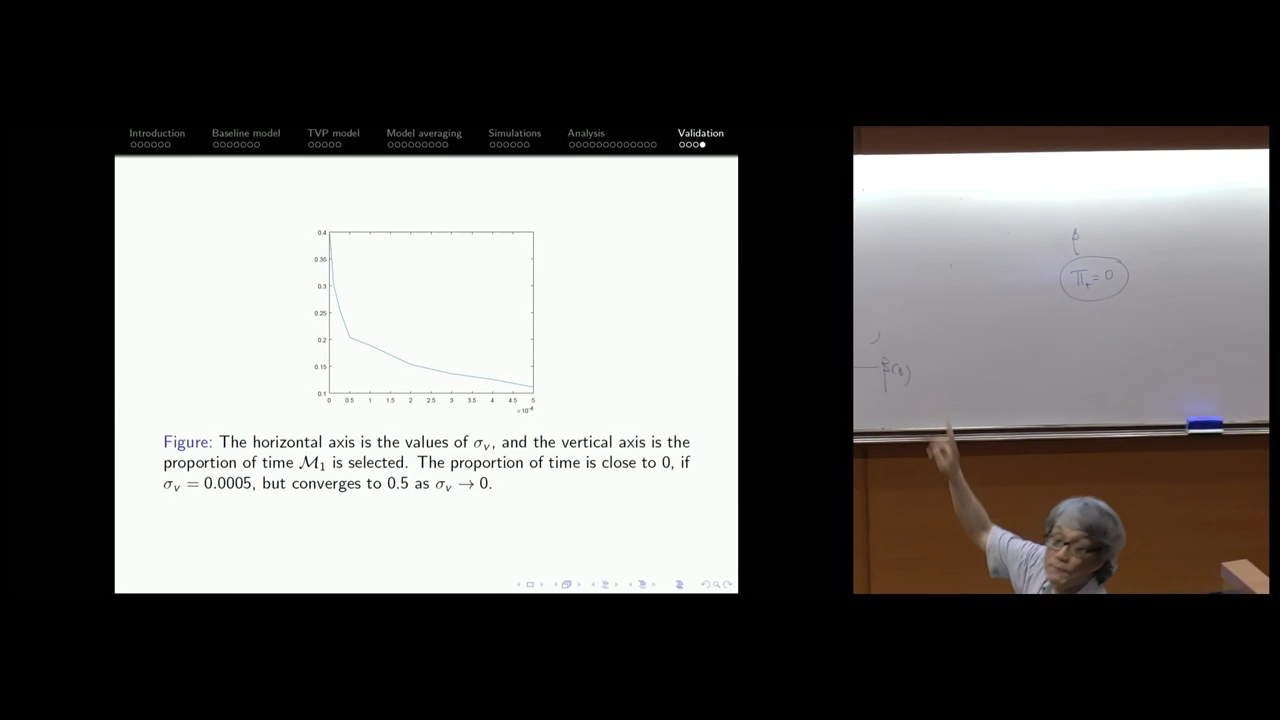 Introduction Baseline model TVP model Model averaging Simulations Analysis Validation
0.4
0.35
0.3
0.25
0.2
0.15
0.1
0 0.5 1 1.5 2 2.5 3 3.5 4 4.5 5
×10⁻⁴
Figure: The horizontal axis is the values of σᵥ, and the vertical axis is the
proportion of time ℳ₁ is selected. The proportion of time is close to 0, if
σᵥ = 0.0005, but converges to 0.5 as σᵥ → 0.
π_t = 0